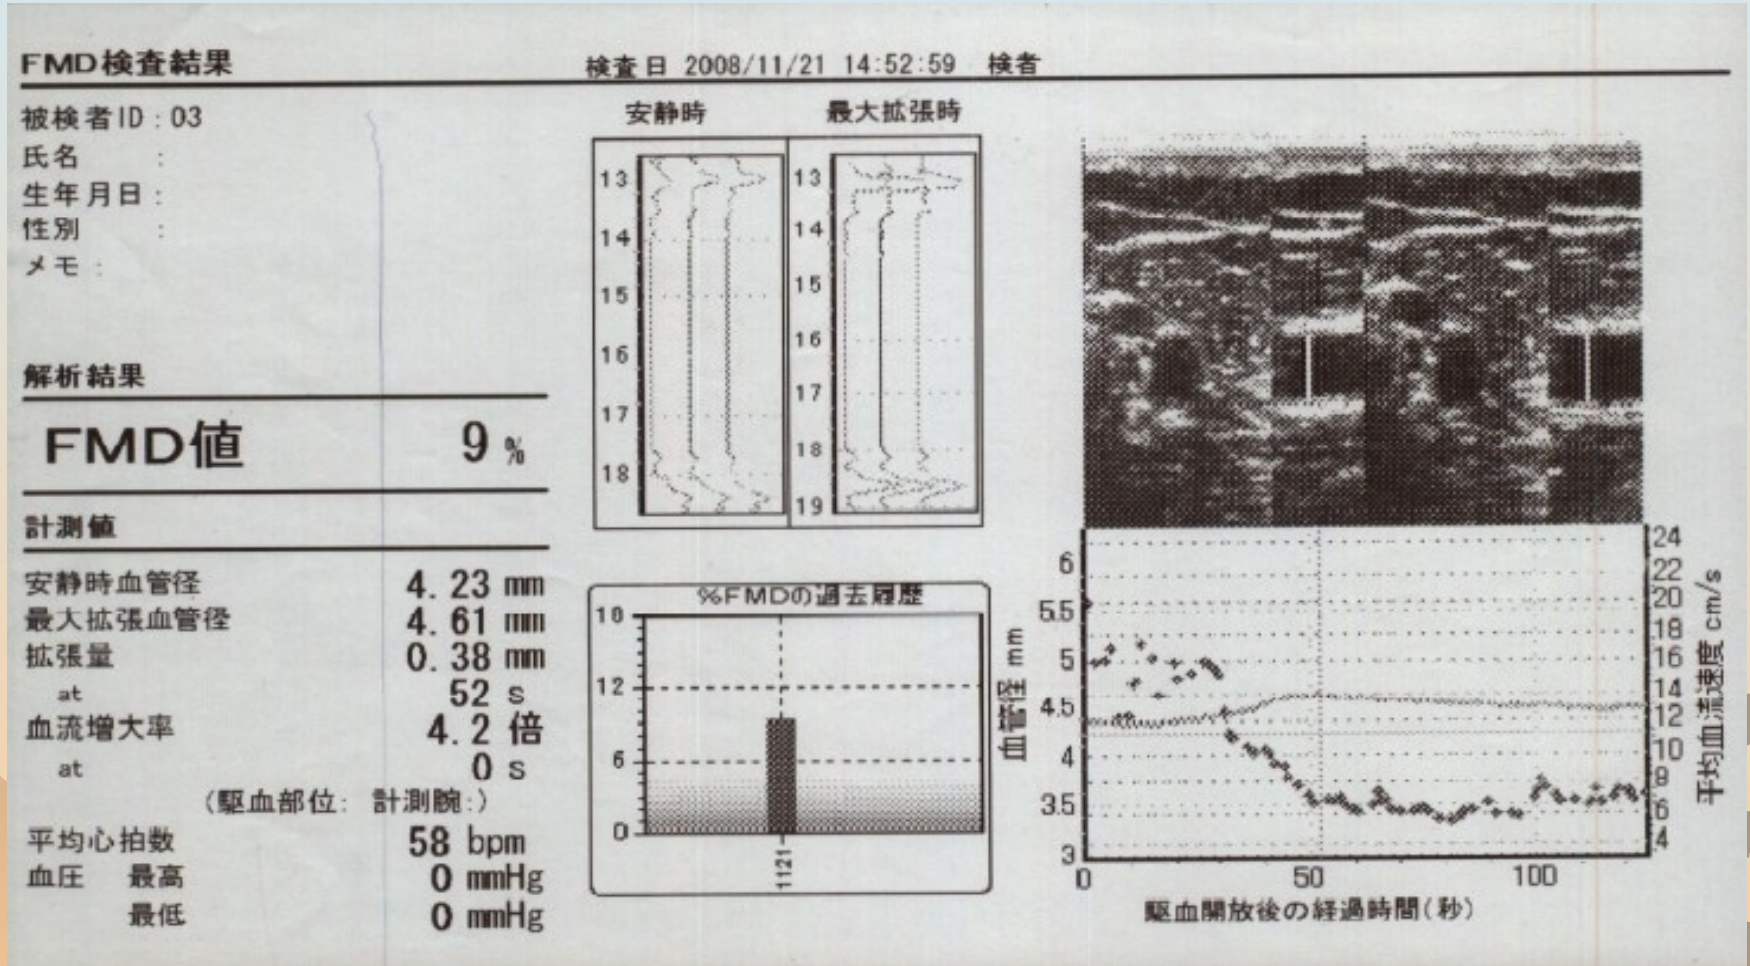 FMD検査結果 検査日 2008/11/21 14:52:59 検者
被検者ID : 03
氏名 :
生年月日 :
性別 :
メモ :
解析結果
FMD値 9 %
計測値
安静時血管径 4.23 mm
最大拡張血管径 4.61 mm
拡張量 0.38 mm
at 52 s
血流増大率 4.2 倍
at 0 s
(駆血部位: 計測腕:)
平均心拍数 58 bpm
血圧 最高 0 mmHg
最低 0 mmHg
安静時 最大拡張時
13 13
14 14
15 15
16 16
17 17
18 18
19
%FMDの過去履歴
18
12
6
0
1121
血管径 mm
6
5.5
5
4.5
4
3.5
3
24
22
20
18
16
14
12
10
8
6
4
平均血流速度 cm/s
0 50 100
駆血開放後の経過時間(秒)